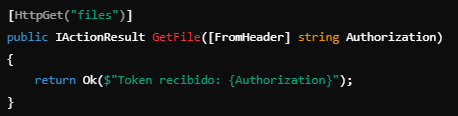 [HttpGet("files")]
public IActionResult GetFile([FromHeader] string Authorization)
{
    return Ok($"Token recibido: {Authorization}");
}